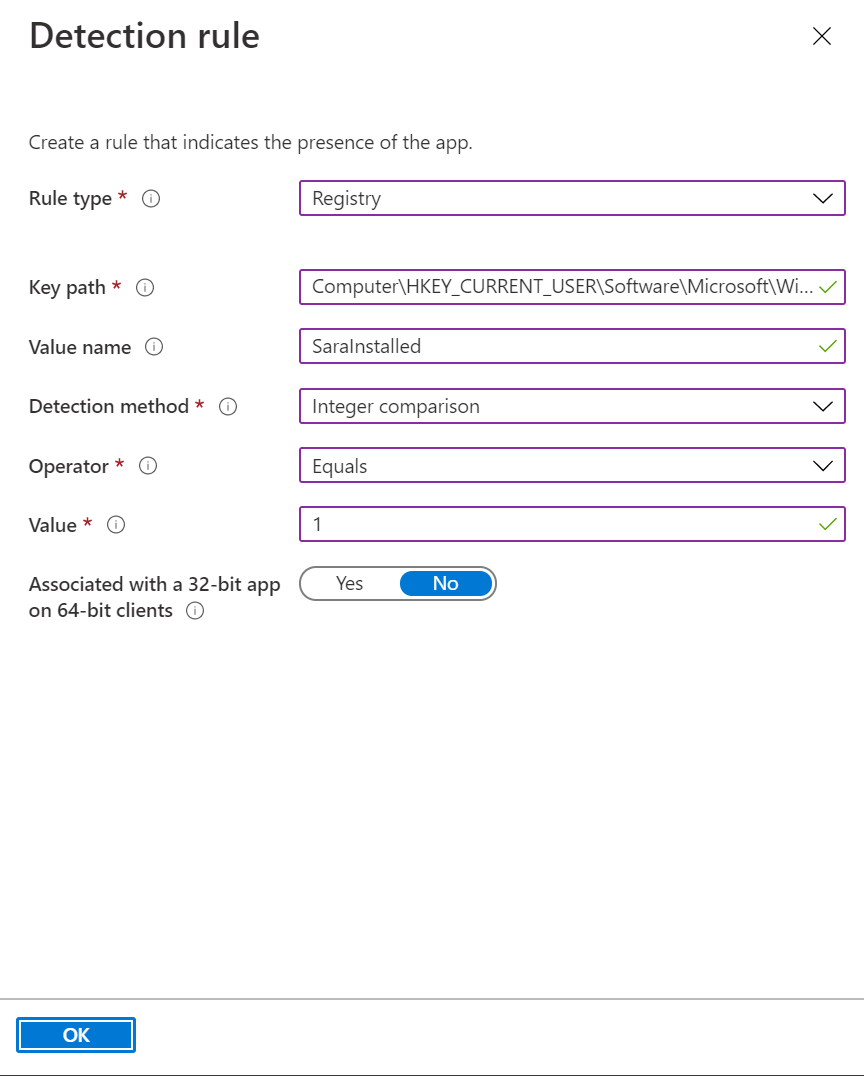 Detection rule
Create a rule that indicates the presence of the app.
Rule type *
Registry
Key path *
Computer\HKEY_CURRENT_USER\Software\Microsoft\Wi...
Value name
SaraInstalled
Detection method *
Integer comparison
Operator *
Equals
Value *
1
Associated with a 32-bit app
on 64-bit clients
Yes No
OK